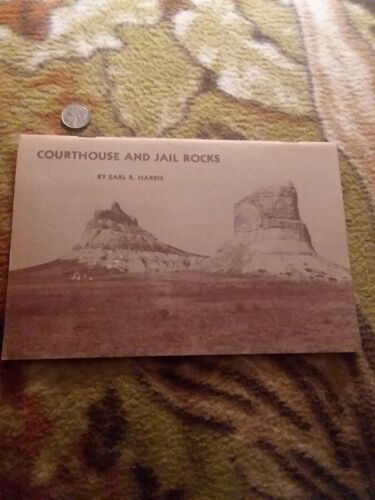 COURTHOUSE AND JAIL ROCKS
BY EARL R. HARRIS